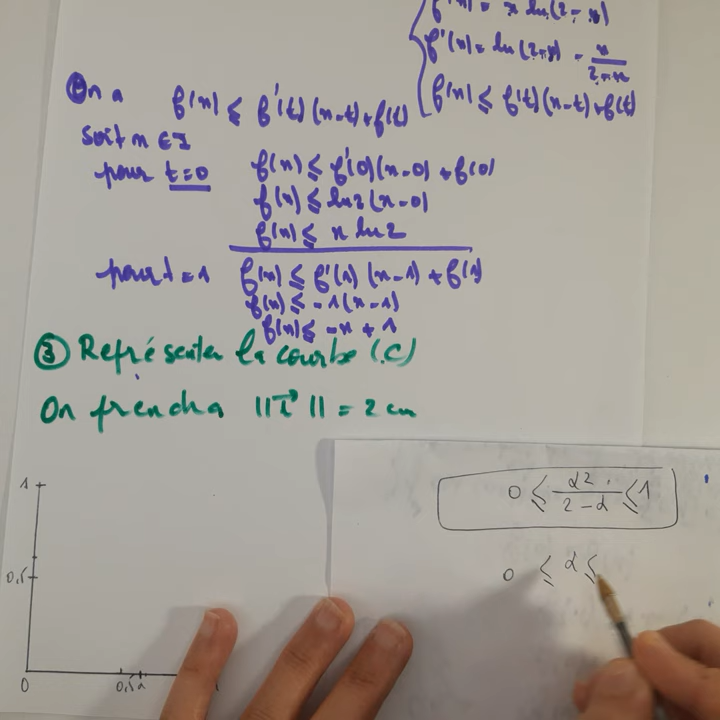 f(x) = x ln(2-x)
f'(x) = ln(2-x) - x/(2-x)
f(x) ≤ f'(t)(x-t)+f(t)
On a f(x) ≤ f'(t)(x-t)+f(t)
soit x ∈ I
pour t=0 f(x) ≤ f'(0)(x-0)+f(0)
f(x) ≤ ln2(x-0)
f(x) ≤ x ln2
pour t=1 f(x) ≤ f'(1)(x-1)+f(1)
f(x) ≤ -1(x-1)
f(x) ≤ -x+1
③ Représenter la courbe (C)
On prendra ||i|| = 2 cm
1
0,5
0 0,5
0 ≤ α²/(2-α) ≤ 1
0 ≤ α ≤